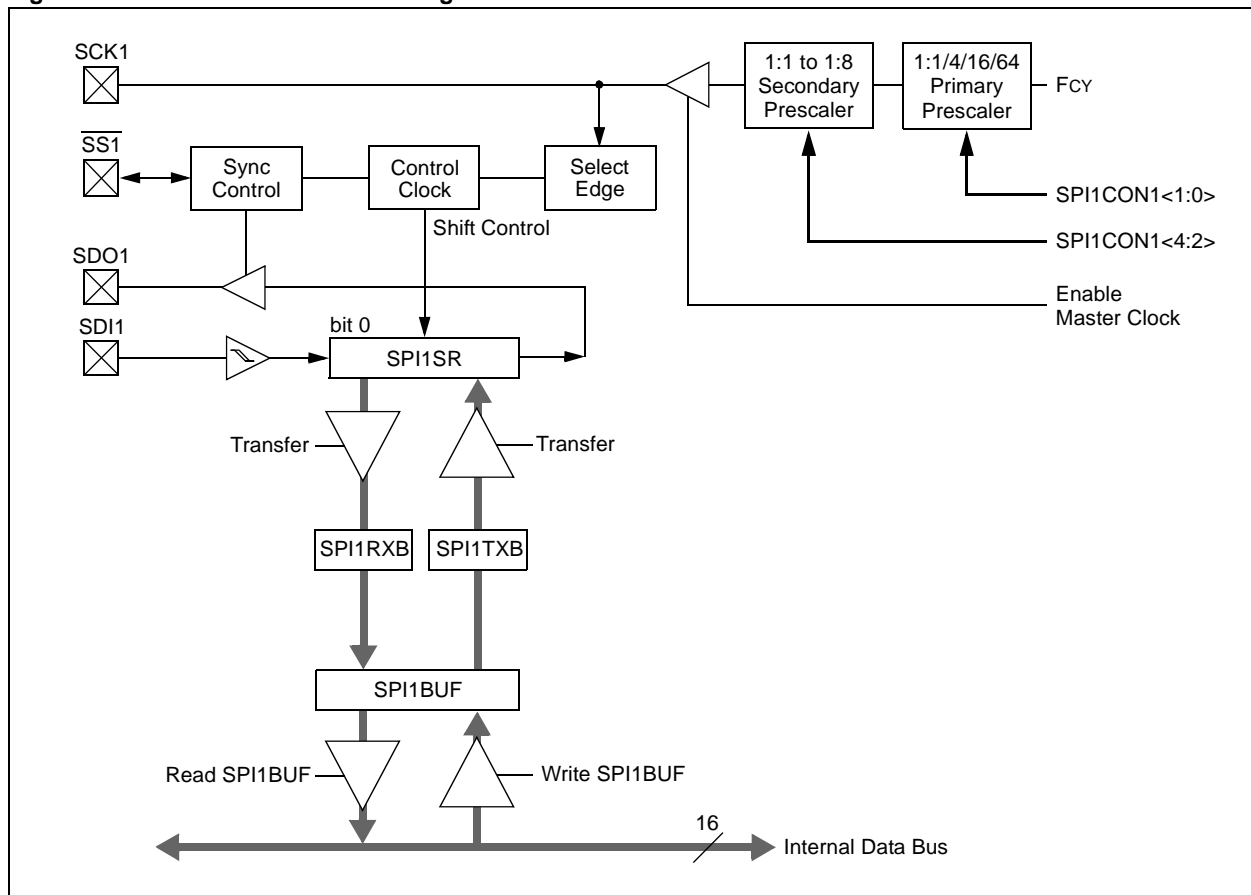 SCK1
1:1 to 1:8
Secondary
Prescaler
1:1/4/16/64
Primary
Prescaler
FCY
SS1
Sync
Control
Control
Clock
Select
Edge
SPI1CON1<1:0>
Shift Control
SPI1CON1<4:2>
SDO1
Enable
Master Clock
SDI1
bit 0
SPI1SR
Transfer
Transfer
SPI1RXB
SPI1TXB
SPI1BUF
Read SPI1BUF
Write SPI1BUF
16
Internal Data Bus